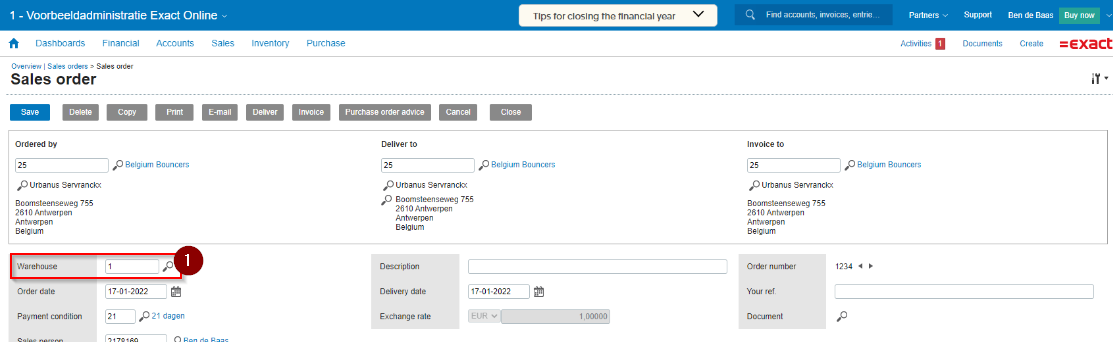 1 - Voorbeeldadministratie Exact Online
Tips for closing the financial year
Find accounts, invoices, entrie...
Partners
Support
Ben de Baas
Buy now
Dashboards Financial Accounts Sales Inventory Purchase
Activities 1 Documents Create =exact
Overview | Sales orders > Sales order
Sales order
Save Delete Copy Print E-mail Deliver Invoice Purchase order advice Cancel Close
Ordered by
25 Belgium Bouncers
Urbanus Servranckx
Boomsteenseweg 755
2610 Antwerpen
Antwerpen
Belgium
Deliver to
25 Belgium Bouncers
Urbanus Servranckx
Boomsteenseweg 755
2610 Antwerpen
Antwerpen
Belgium
Invoice to
25 Belgium Bouncers
Urbanus Servranckx
Boomsteenseweg 755
2610 Antwerpen
Antwerpen
Belgium
Warehouse 1 1
Description
Order number 1234
Order date 17-01-2022
Delivery date 17-01-2022
Your ref.
Payment condition 21 21 dagen
Exchange rate EUR 1,00000
Document
Sales person 2178169 Ben de Baas